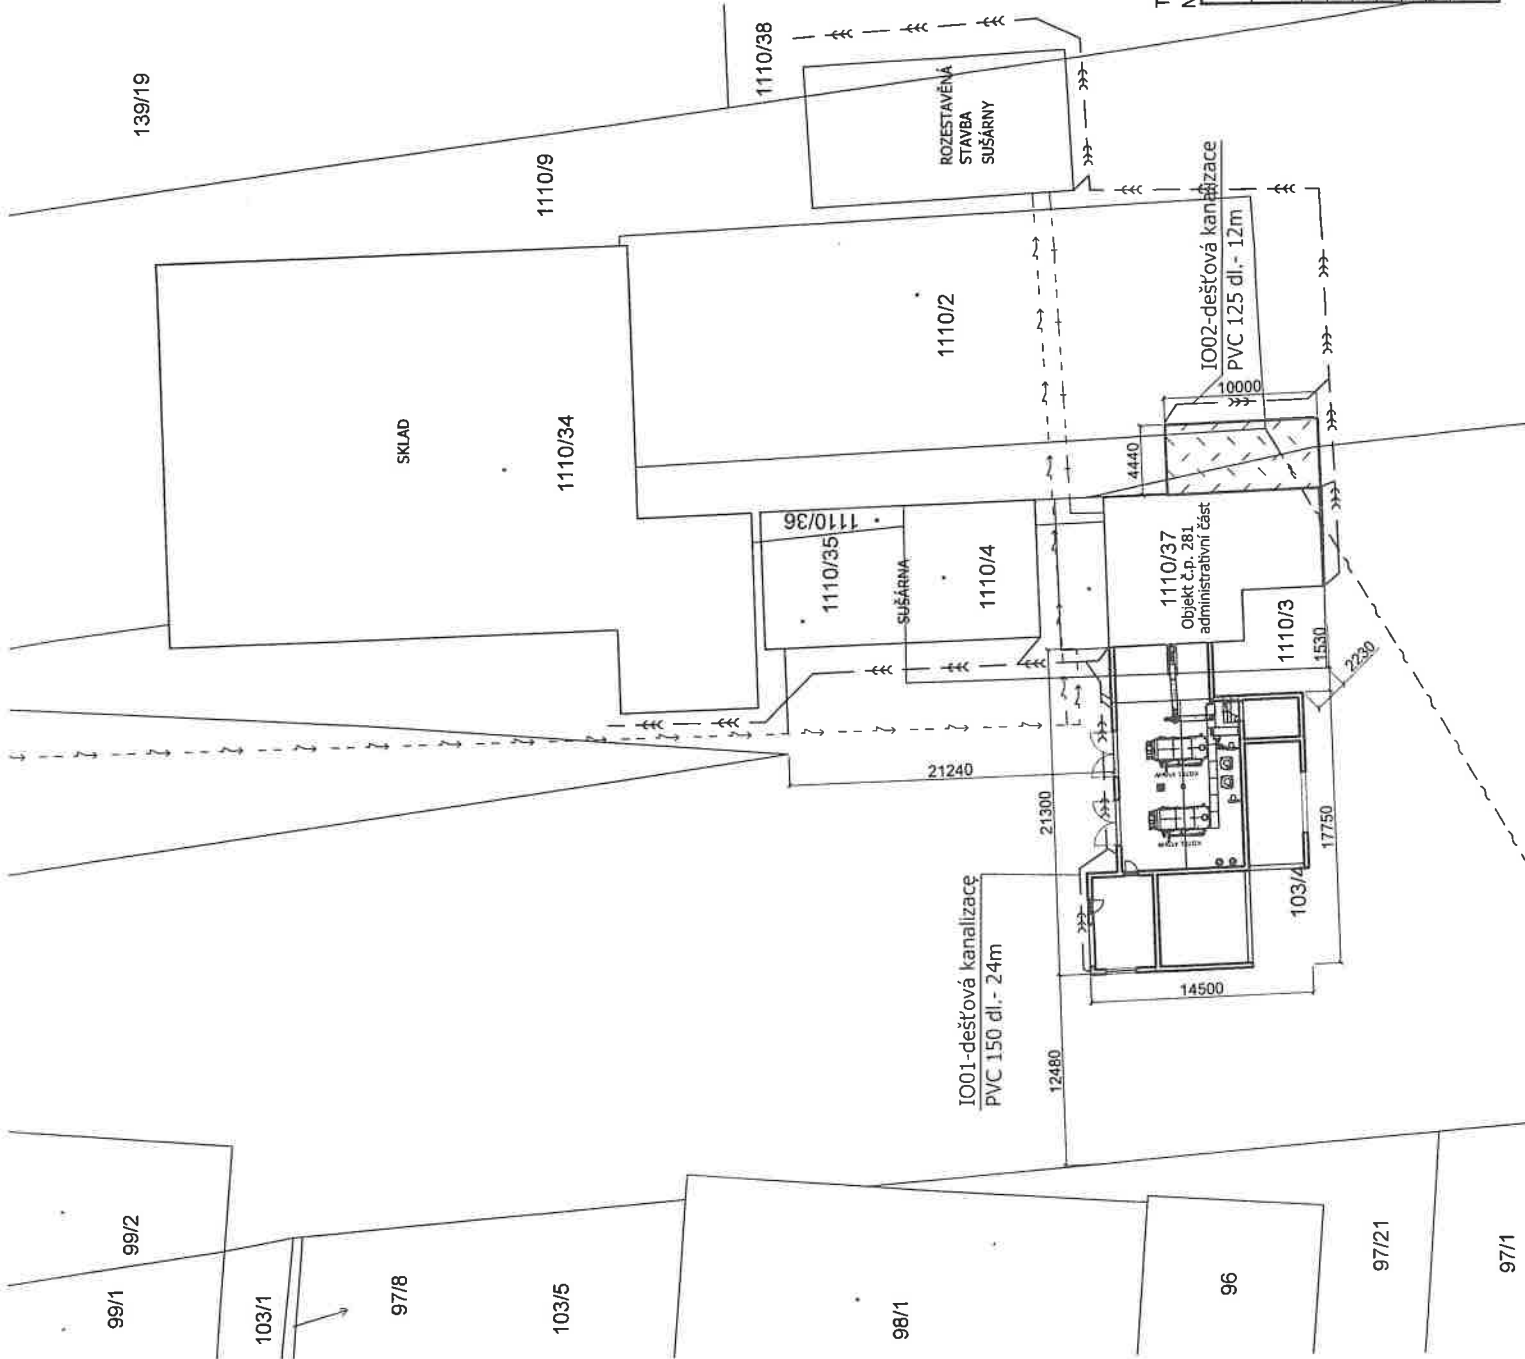 139/19
1110/38
1110/9
ROZESTAVĚNÁ
STAVBA
SUŠÁRNY
T
N
SKLAD
1110/34
1110/2
IO02-dešťová kanalizace
PVC 125 dl.- 12m
10000
4440
1110/36
1110/35
SUŠÁRNA
1110/4
1110/37
Objekt č.p. 281
administrativní část
1110/3
1530
2230
21240
21300
17750
103/4
14500
12480
IO01-dešťová kanalizace
PVC 150 dl.- 24m
99/2
99/1
103/1
97/8
103/5
98/1
96
97/21
97/1